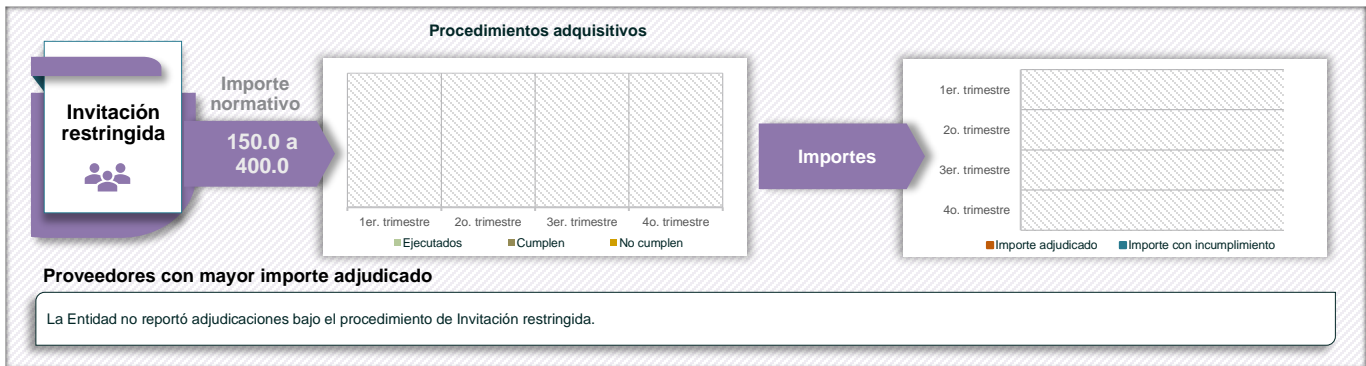 Procedimientos adquisitivos
Invitación
restringida
Importe
normativo
150.0 a
400.0
1er. trimestre
2o. trimestre
3er. trimestre
4o. trimestre
Ejecutados
Cumplen
No cumplen
Importes
1er. trimestre
2o. trimestre
3er. trimestre
4o. trimestre
Importe adjudicado
Importe con incumplimiento
Proveedores con mayor importe adjudicado
La Entidad no reportó adjudicaciones bajo el procedimiento de Invitación restringida.